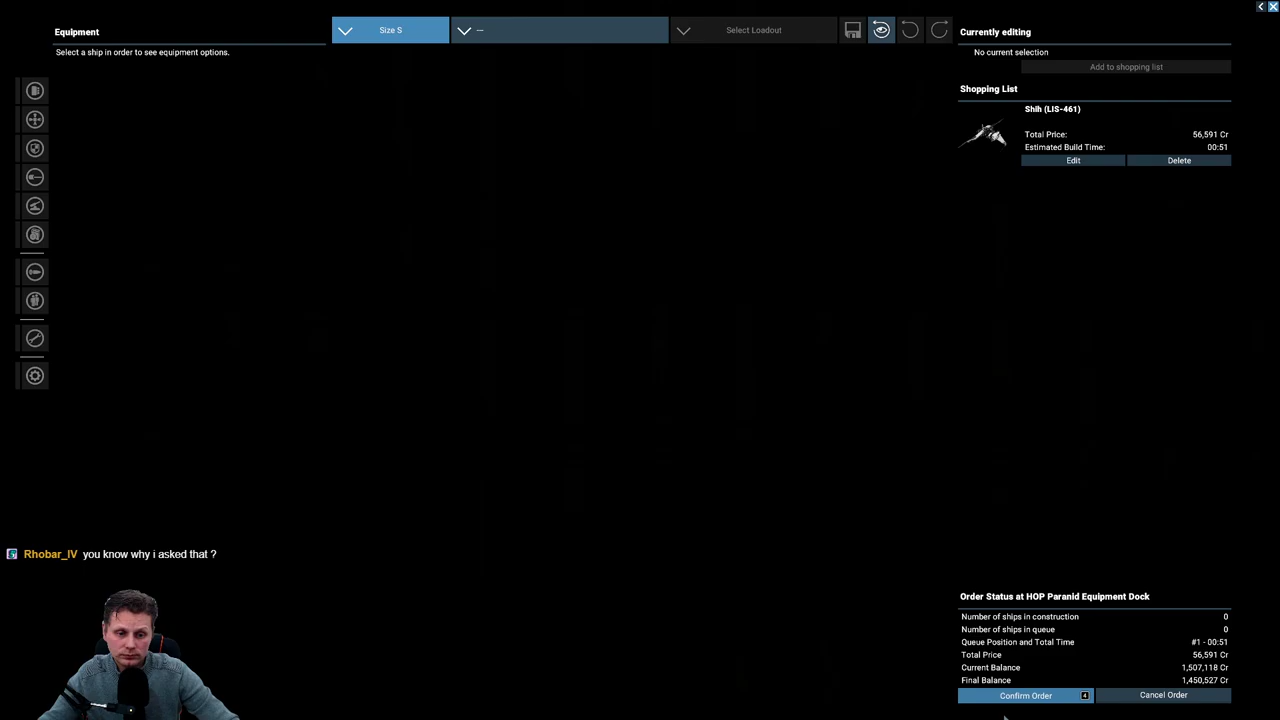 Equipment
Select a ship in order to see equipment options.
Size S
--
Select Loadout
Currently editing
No current selection
Add to shopping list
Shopping List
Shih (LIS-461)
Total Price: 56,591 Cr
Estimated Build Time: 00:51
Edit Delete
Rhobar_IV you know why i asked that ?
Order Status at HOP Paranid Equipment Dock
Number of ships in construction 0
Number of ships in queue 0
Queue Position and Total Time #1 - 00:51
Total Price 56,591 Cr
Current Balance 1,507,118 Cr
Final Balance 1,450,527 Cr
Confirm Order 4 Cancel Order